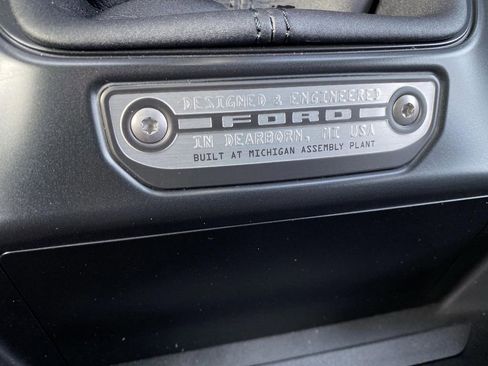 DESIGNED & ENGINEERED
FORD
IN DEARBORN, MI USA
BUILT AT MICHIGAN ASSEMBLY PLANT